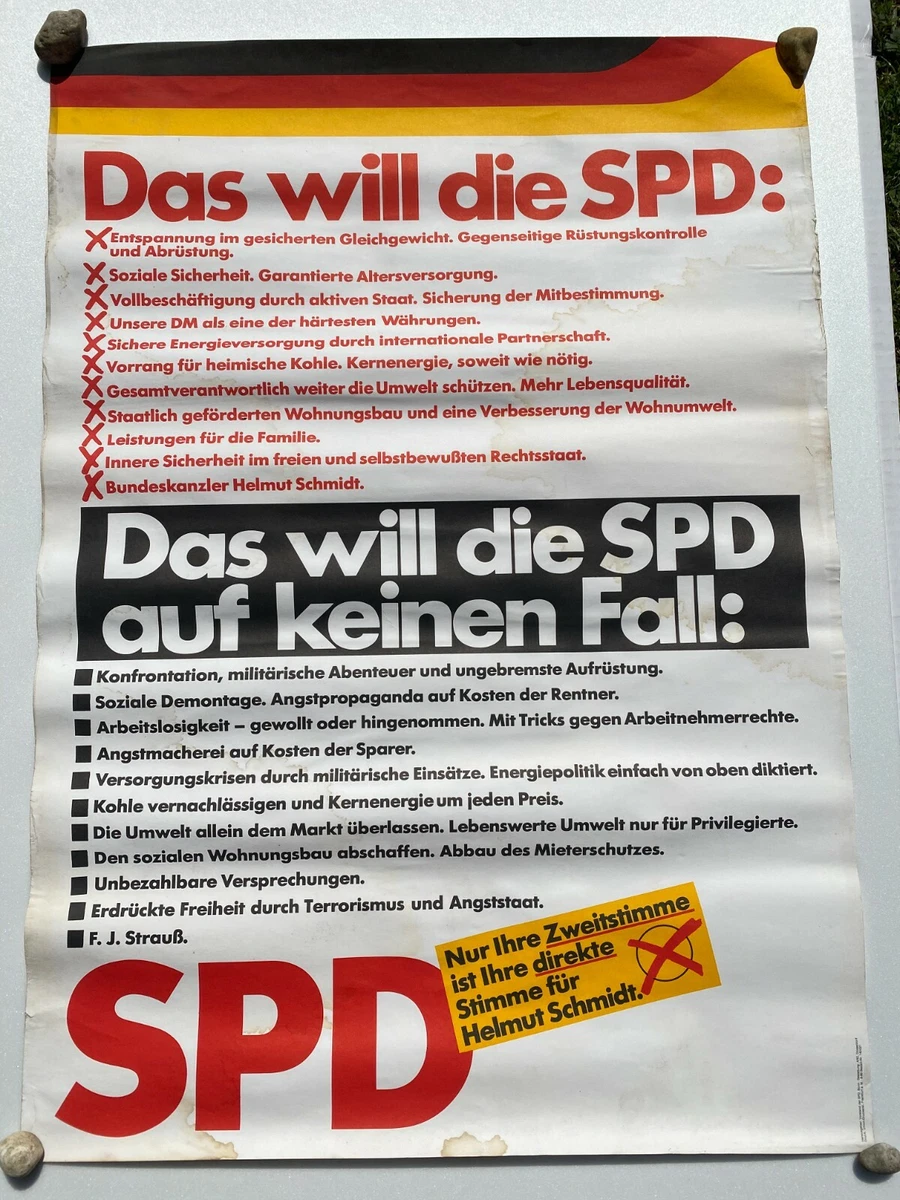 Das will die SPD:
Entspannung im gesicherten Gleichgewicht. Gegenseitige Rüstungskontrolle
und Abrüstung.
Soziale Sicherheit. Garantierte Altersversorgung.
Vollbeschäftigung durch aktiven Staat. Sicherung der Mitbestimmung.
Unsere DM als eine der härtesten Währungen.
Sichere Energieversorgung durch internationale Partnerschaft.
Vorrang für heimische Kohle. Kernenergie, soweit wie nötig.
Gesamtverantwortlich weiter die Umwelt schützen. Mehr Lebensqualität.
Staatlich geförderten Wohnungsbau und eine Verbesserung der Wohnumwelt.
Leistungen für die Familie.
Innere Sicherheit im freien und selbstbewußten Rechtsstaat.
Bundeskanzler Helmut Schmidt.
Das will die SPD
auf keinen Fall:
Konfrontation, militärische Abenteuer und ungebremste Aufrüstung.
Soziale Demontage. Angstpropaganda auf Kosten der Rentner.
Arbeitslosigkeit – gewollt oder hingenommen. Mit Tricks gegen Arbeitnehmerrechte.
Angstmacherei auf Kosten der Sparer.
Versorgungskrisen durch militärische Einsätze. Energiepolitik einfach von oben diktiert.
Kohle vernachlässigen und Kernenergie um jeden Preis.
Die Umwelt allein dem Markt überlassen. Lebenswerte Umwelt nur für Privilegierte.
Den sozialen Wohnungsbau abschaffen. Abbau des Mieterschutzes.
Unbezahlbare Versprechungen.
Erdrückte Freiheit durch Terrorismus und Angststaat.
F. J. Strauß.
SPD
Nur Ihre Zweitstimme
ist Ihre direkte
Stimme für
Helmut Schmidt.